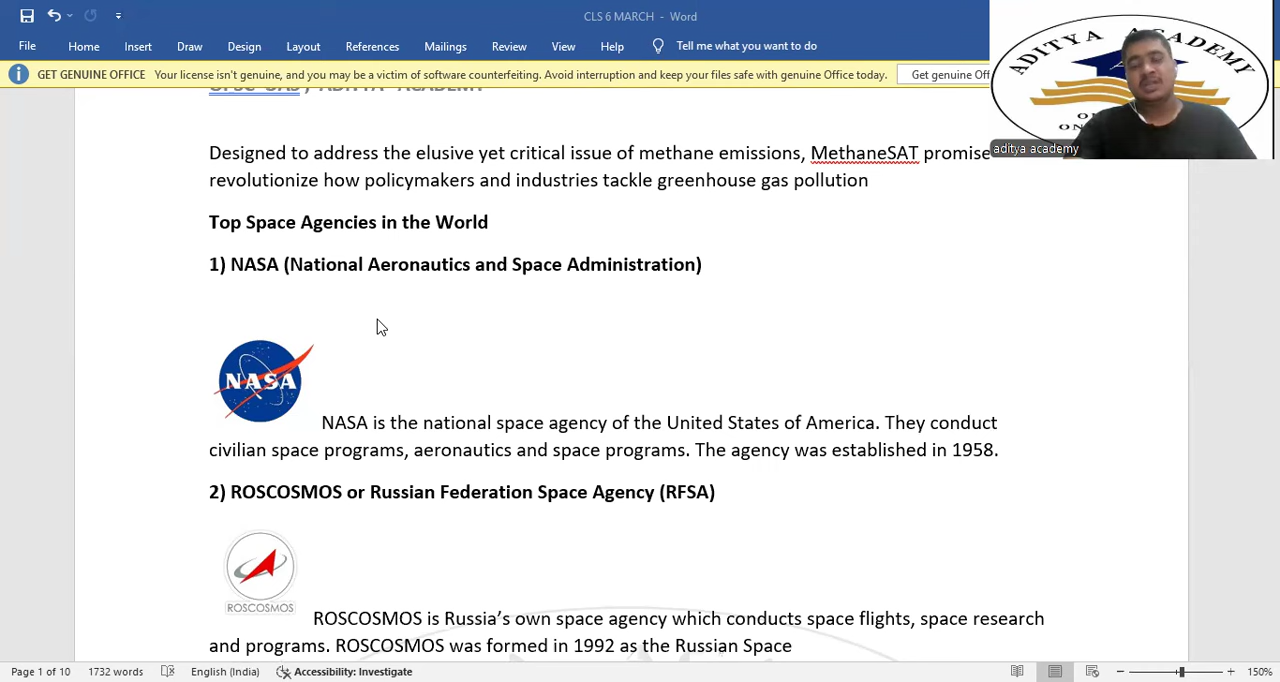 CLS 6 MARCH - Word
File Home Insert Draw Design Layout References Mailings Review View Help Tell me what you want to do
GET GENUINE OFFICE Your license isn't genuine, and you may be a victim of software counterfeiting. Avoid interruption and keep your files safe with genuine Office today. Get genuine Off
ADITYA ACADEMY
aditya academy
ADITYA ACADEMY
Designed to address the elusive yet critical issue of methane emissions, MethaneSAT promise
revolutionize how policymakers and industries tackle greenhouse gas pollution
Top Space Agencies in the World
1) NASA (National Aeronautics and Space Administration)
NASA
NASA is the national space agency of the United States of America. They conduct
civilian space programs, aeronautics and space programs. The agency was established in 1958.
2) ROSCOSMOS or Russian Federation Space Agency (RFSA)
ROSCOSMOS
ROSCOSMOS is Russia's own space agency which conducts space flights, space research
and programs. ROSCOSMOS was formed in 1992 as the Russian Space
Page 1 of 10 1732 words English (India) Accessibility: Investigate 150%